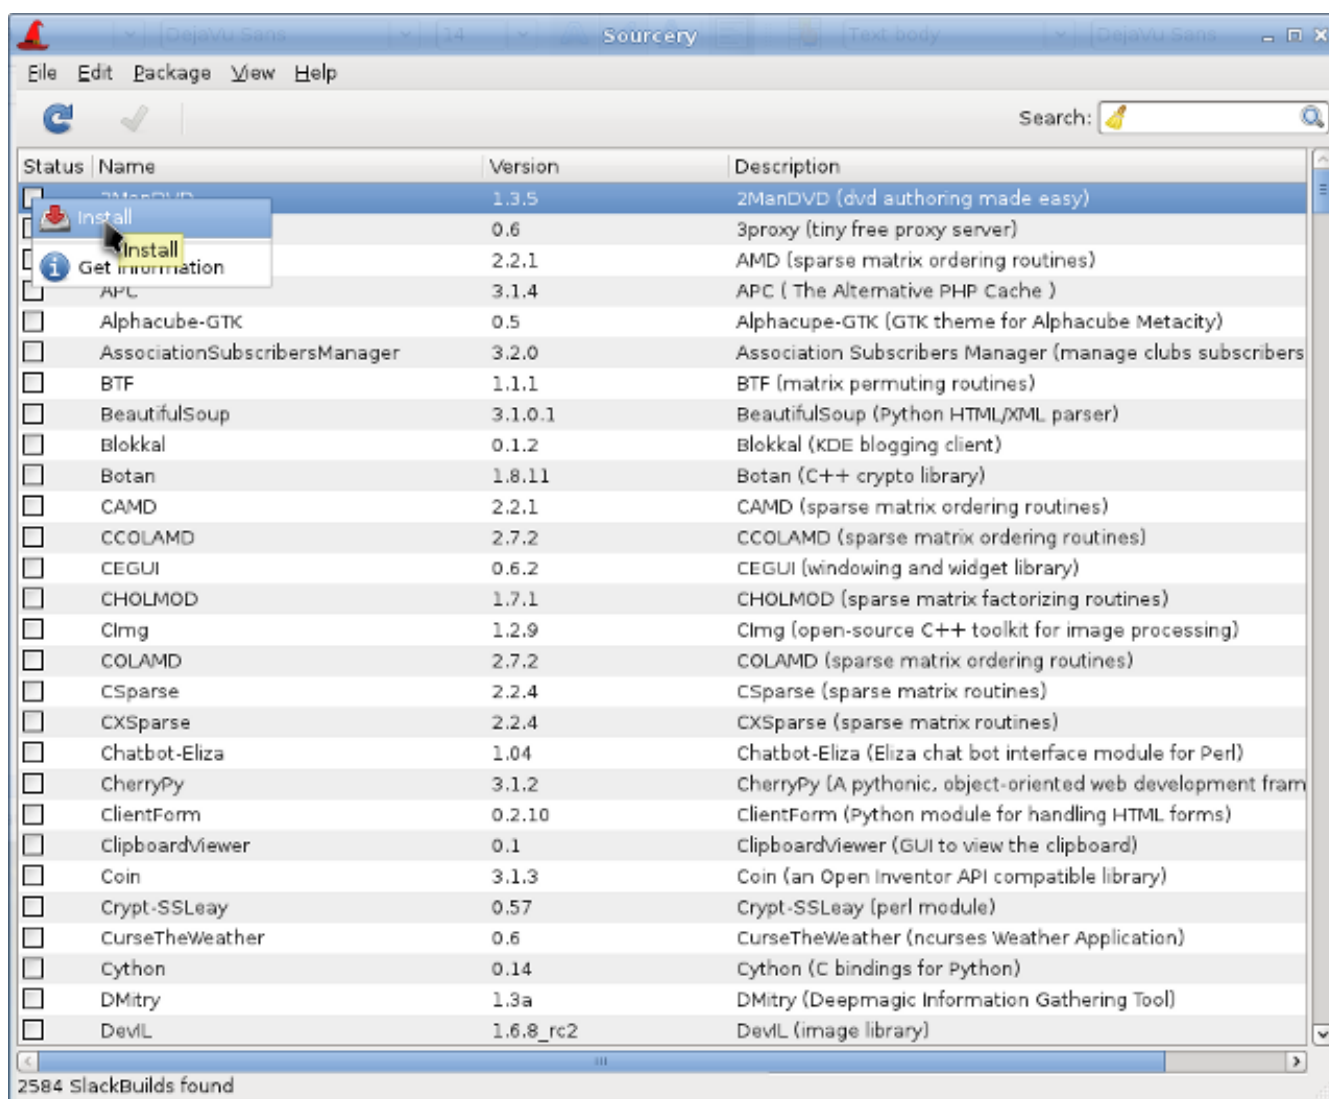 DejaVu Sans 14 Sourcery Text body DejaVu Sans
File Edit Package View Help
Search:
Status Name Version Description
2ManDVD 1.3.5 2ManDVD (dvd authoring made easy)
Install
0.6 3proxy (tiny free proxy server)
Install
2.2.1 AMD (sparse matrix ordering routines)
Get Information
APC 3.1.4 APC ( The Alternative PHP Cache )
Alphacube-GTK 0.5 Alphacupe-GTK (GTK theme for Alphacube Metacity)
AssociationSubscribersManager 3.2.0 Association Subscribers Manager (manage clubs subscribers
BTF 1.1.1 BTF (matrix permuting routines)
BeautifulSoup 3.1.0.1 BeautifulSoup (Python HTML/XML parser)
Blokkal 0.1.2 Blokkal (KDE blogging client)
Botan 1.8.11 Botan (C++ crypto library)
CAMD 2.2.1 CAMD (sparse matrix ordering routines)
CCOLAMD 2.7.2 CCOLAMD (sparse matrix ordering routines)
CEGUI 0.6.2 CEGUI (windowing and widget library)
CHOLMOD 1.7.1 CHOLMOD (sparse matrix factorizing routines)
CImg 1.2.9 CImg (open-source C++ toolkit for image processing)
COLAMD 2.7.2 COLAMD (sparse matrix ordering routines)
CSparse 2.2.4 CSparse (sparse matrix routines)
CXSparse 2.2.4 CXSparse (sparse matrix routines)
Chatbot-Eliza 1.04 Chatbot-Eliza (Eliza chat bot interface module for Perl)
CherryPy 3.1.2 CherryPy (A pythonic, object-oriented web development fram
ClientForm 0.2.10 ClientForm (Python module for handling HTML forms)
ClipboardViewer 0.1 ClipboardViewer (GUI to view the clipboard)
Coin 3.1.3 Coin (an Open Inventor API compatible library)
Crypt-SSLeay 0.57 Crypt-SSLeay (perl module)
CurseTheWeather 0.6 CurseTheWeather (ncurses Weather Application)
Cython 0.14 Cython (C bindings for Python)
DMitry 1.3a DMitry (Deepmagic Information Gathering Tool)
DevIL 1.6.8_rc2 DevIL (image library)
2584 SlackBuilds found